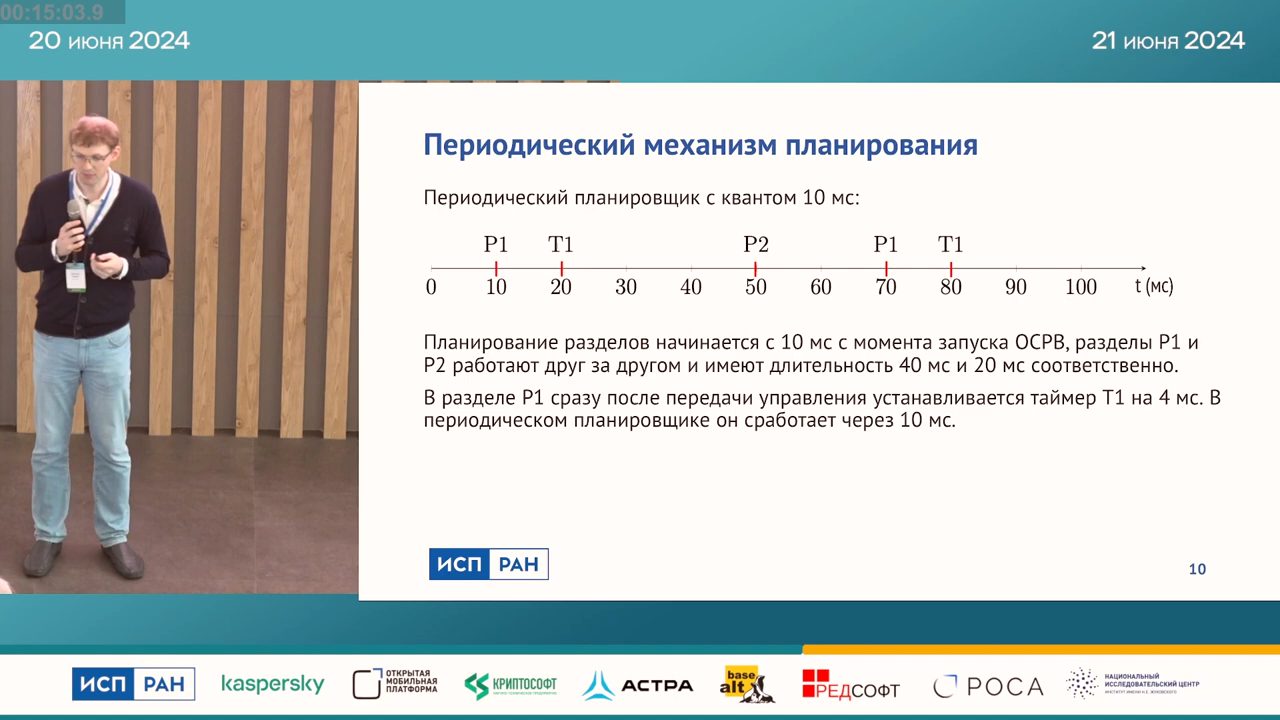 00:15:03.9
20 июня 2024
21 июня 2024
Периодический механизм планирования
Периодический планировщик с квантом 10 мс:
P1 T1 P2 P1 T1
0 10 20 30 40 50 60 70 80 90 100 t (мс)
Планирование разделов начинается с 10 мс с момента запуска ОСРВ, разделы P1 и
P2 работают друг за другом и имеют длительность 40 мс и 20 мс соответственно.
В разделе P1 сразу после передачи управления устанавливается таймер T1 на 4 мс. В
периодическом планировщике он сработает через 10 мс.
ИСП РАН
10
ИСП РАН
kaspersky
ОТКРЫТАЯ
МОБИЛЬНАЯ
ПЛАТФОРМА
КРИПТОСОФТ
АСТРА
base
alt
РЕДСОФТ
РОСА
НАЦИОНАЛЬНЫЙ
ИССЛЕДОВАТЕЛЬСКИЙ ЦЕНТР